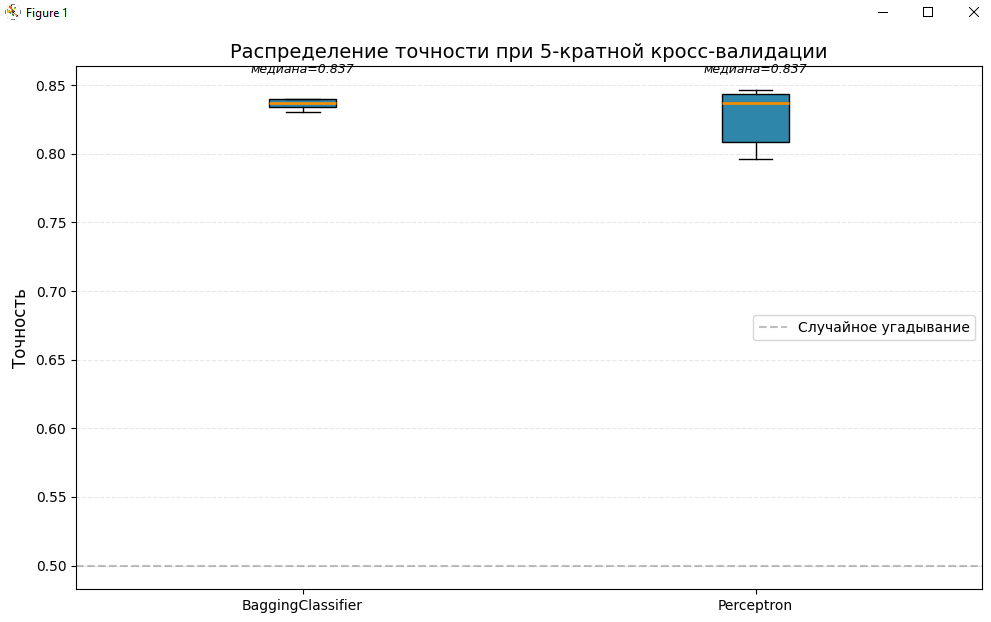 Figure 1
Распределение точности при 5-кратной кросс-валидации
медиана=0.837 медиана=0.837
0.85
0.80
0.75
0.70
0.65
0.60
0.55
0.50
Точность
Случайное угадывание
BaggingClassifier Perceptron